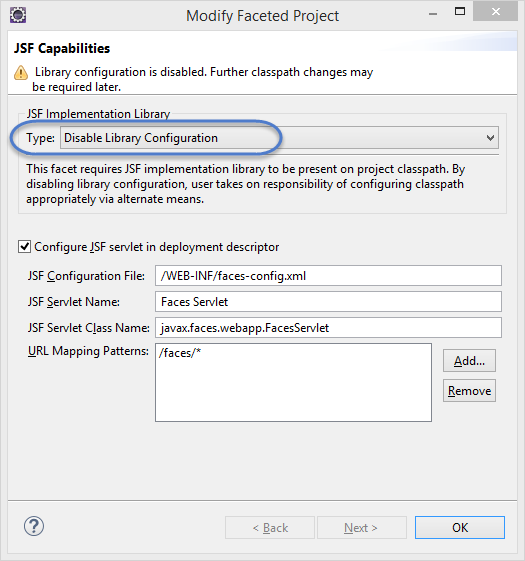 Modify Faceted Project
JSF Capabilities
Library configuration is disabled. Further classpath changes may
be required later.
JSF Implementation Library
Type: Disable Library Configuration
This facet requires JSF implementation library to be present on project classpath. By
disabling library configuration, user takes on responsibility of configuring classpath
appropriately via alternate means.
Configure JSF servlet in deployment descriptor
JSF Configuration File: /WEB-INF/faces-config.xml
JSF Servlet Name: Faces Servlet
JSF Servlet Class Name: javax.faces.webapp.FacesServlet
URL Mapping Patterns: /faces/*
Add...
Remove
? < Back Next > OK